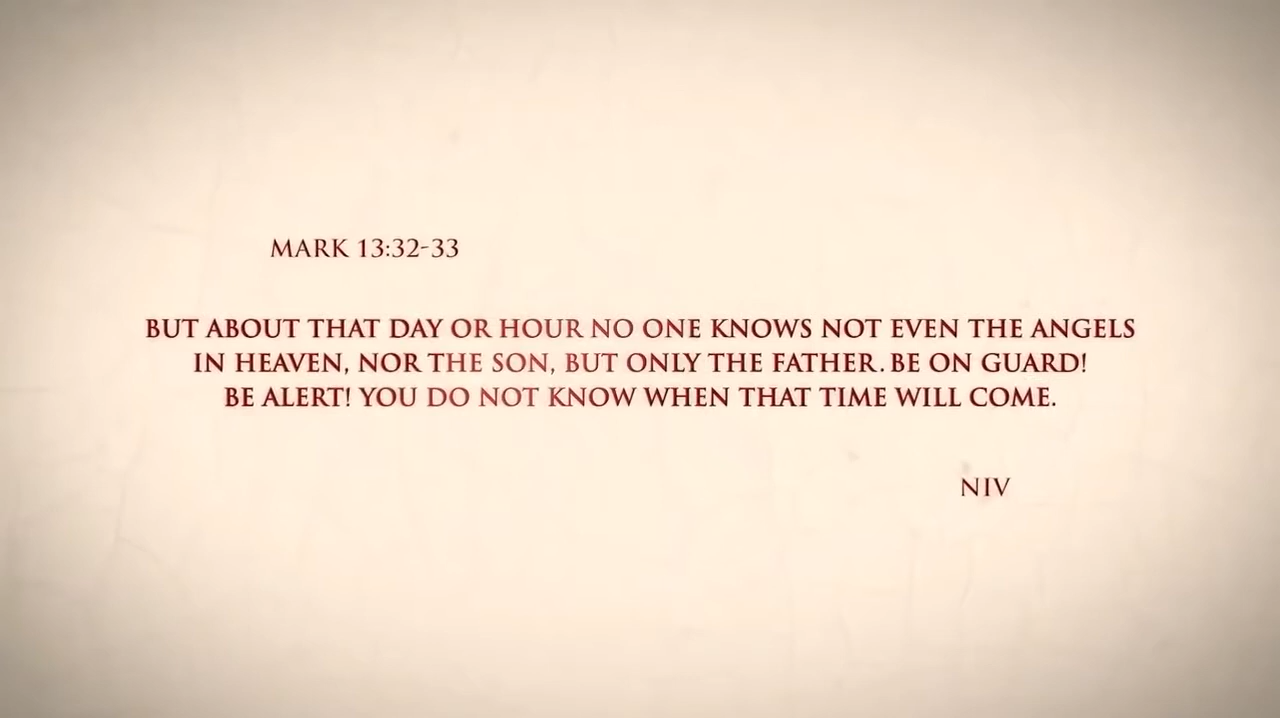 MARK 13:32-33
BUT ABOUT THAT DAY OR HOUR NO ONE KNOWS NOT EVEN THE ANGELS
IN HEAVEN, NOR THE SON, BUT ONLY THE FATHER. BE ON GUARD!
BE ALERT! YOU DO NOT KNOW WHEN THAT TIME WILL COME.
NIV